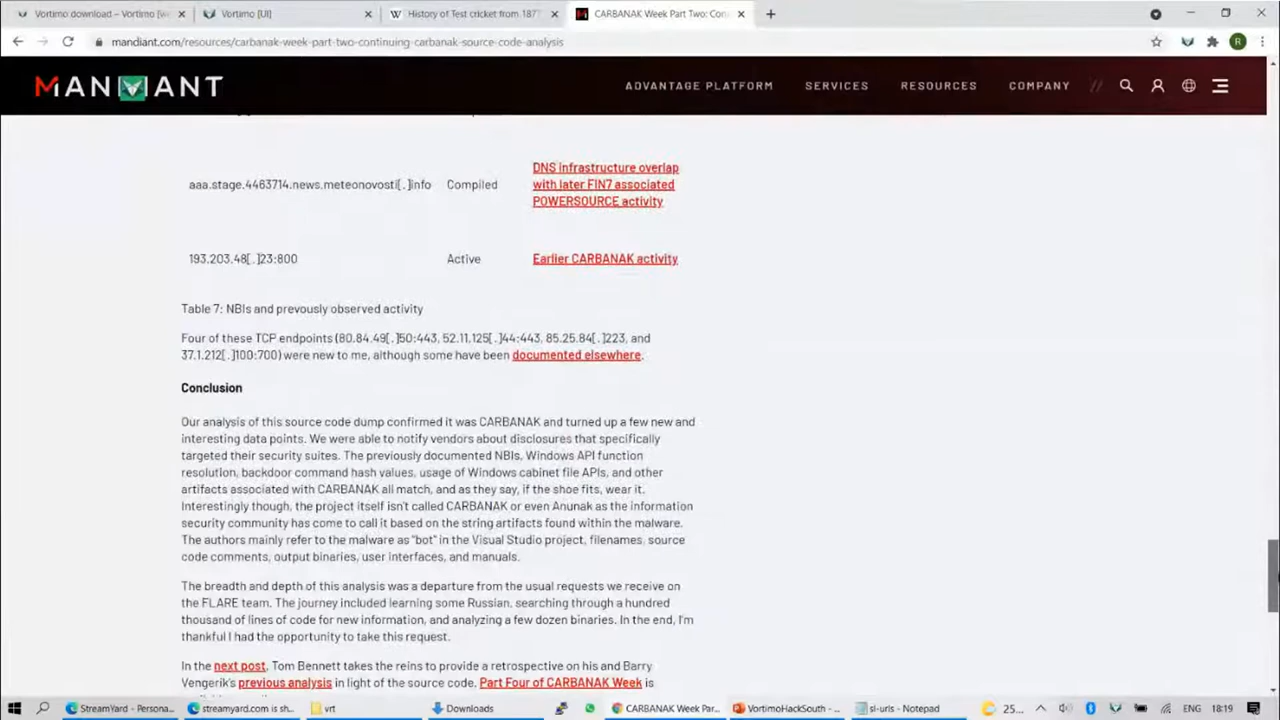 Vortimo download – Vortimo [w
Vortimo [UI]
History of Test cricket from 187
CARBANAK Week Part Two: Con
mandiant.com/resources/carbanak-week-part-two-continuing-carbanak-source-code-analysis
R
MANDIANT
ADVANTAGE PLATFORM SERVICES RESOURCES COMPANY //
aaa.stage.4463714.news.meteonovosti[.]info Compiled
DNS infrastructure overlap
with later FIN7 associated
POWERSOURCE activity
193.203.48[.]23:800 Active Earlier CARBANAK activity
Table 7: NBIs and prevously observed activity
Four of these TCP endpoints (80.84.49[.]50:443, 52.11.125[.]44:443, 85.25.84[.]223, and
37.1.212[.]100:700) were new to me, although some have been documented elsewhere.
Conclusion
Our analysis of this source code dump confirmed it was CARBANAK and turned up a few new and
interesting data points. We were able to notify vendors about disclosures that specifically
targeted their security suites. The previously documented NBIs, Windows API function
resolution, backdoor command hash values, usage of Windows cabinet file APIs, and other
artifacts associated with CARBANAK all match, and as they say, if the shoe fits, wear it.
Interestingly though, the project itself isn't called CARBANAK or even Anunak as the information
security community has come to call it based on the string artifacts found within the malware.
The authors mainly refer to the malware as "bot" in the Visual Studio project, filenames, source
code comments, output binaries, user interfaces, and manuals.
The breadth and depth of this analysis was a departure from the usual requests we receive on
the FLARE team. The journey included learning some Russian, searching through a hundred
thousand of lines of code for new information, and analyzing a few dozen binaries. In the end, I'm
thankful I had the opportunity to take this request.
In the next post, Tom Bennett takes the reins to provide a retrospective on his and Barry
Vengerik's previous analysis in light of the source code. Part Four of CARBANAK Week is
StreamYard - Persona... streamyard.com is sh... vrt Downloads CARBANAK Week Par... VortimoHackSouth - ... sl-urls - Notepad 25... ENG 18:19